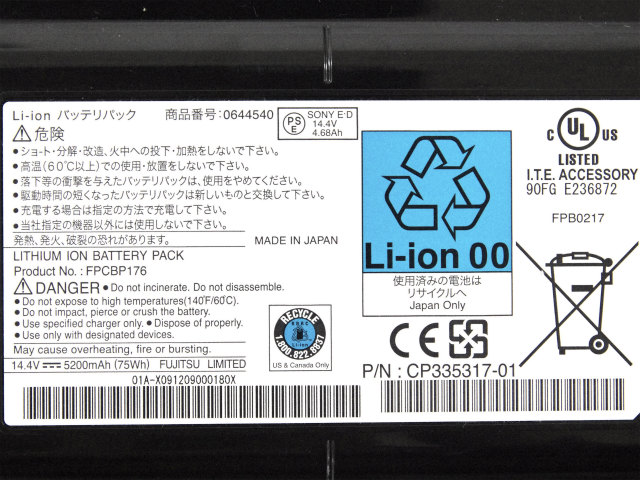 Li-ion バッテリパック 商品番号:0644540
PS E
SONY E·D
14.4V
4.68Ah
⚠危険
●ショート・分解・改造、火中への投下・加熱をしないで下さい。
●高温(60℃以上)での使用・放置をしないで下さい。
●落下等の衝撃を与えたバッテリパックは、使用をやめてください。
●駆動時間の短くなったバッテリパックは新しいものと交換して下さい。
●充電する場合は指定の方法で充電して下さい。
●当社指定の機器以外には使用しないで下さい。
発熱、発火、破裂の恐れがあります。
MADE IN JAPAN
LITHIUM ION BATTERY PACK
Product No. : FPCBP176
⚠DANGER ● Do not incinerate. Do not disassemble.
● Do not expose to high temperatures(140℉/60℃).
● Do not impact, pierce or crush the battery.
● Use specified charger only. ● Dispose of properly.
● Use only with designated devices.
May cause overheating, fire or bursting.
14.4V 5200mAh (75Wh) FUJITSU LIMITED
01A-X091209000180X
RECYCLE
RBRC
1.800.822.8837
US & Canada Only
Li-ion 00
使用済みの電池は
リサイクルへ
Japan Only
CE
P/N : CP335317-01
C UL US
LISTED
I.T.E. ACCESSORY
90FG E236872
FPB0217